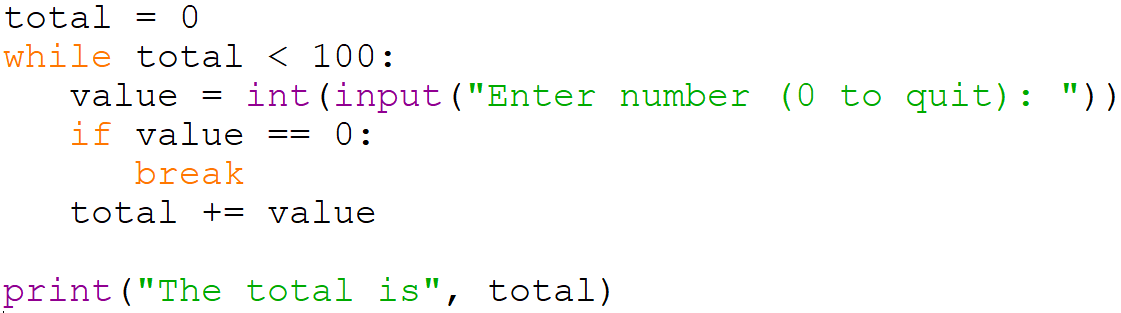 total = 0
while total < 100:
   value = int(input("Enter number (0 to quit): "))
   if value == 0:
      break
   total += value

print("The total is", total)